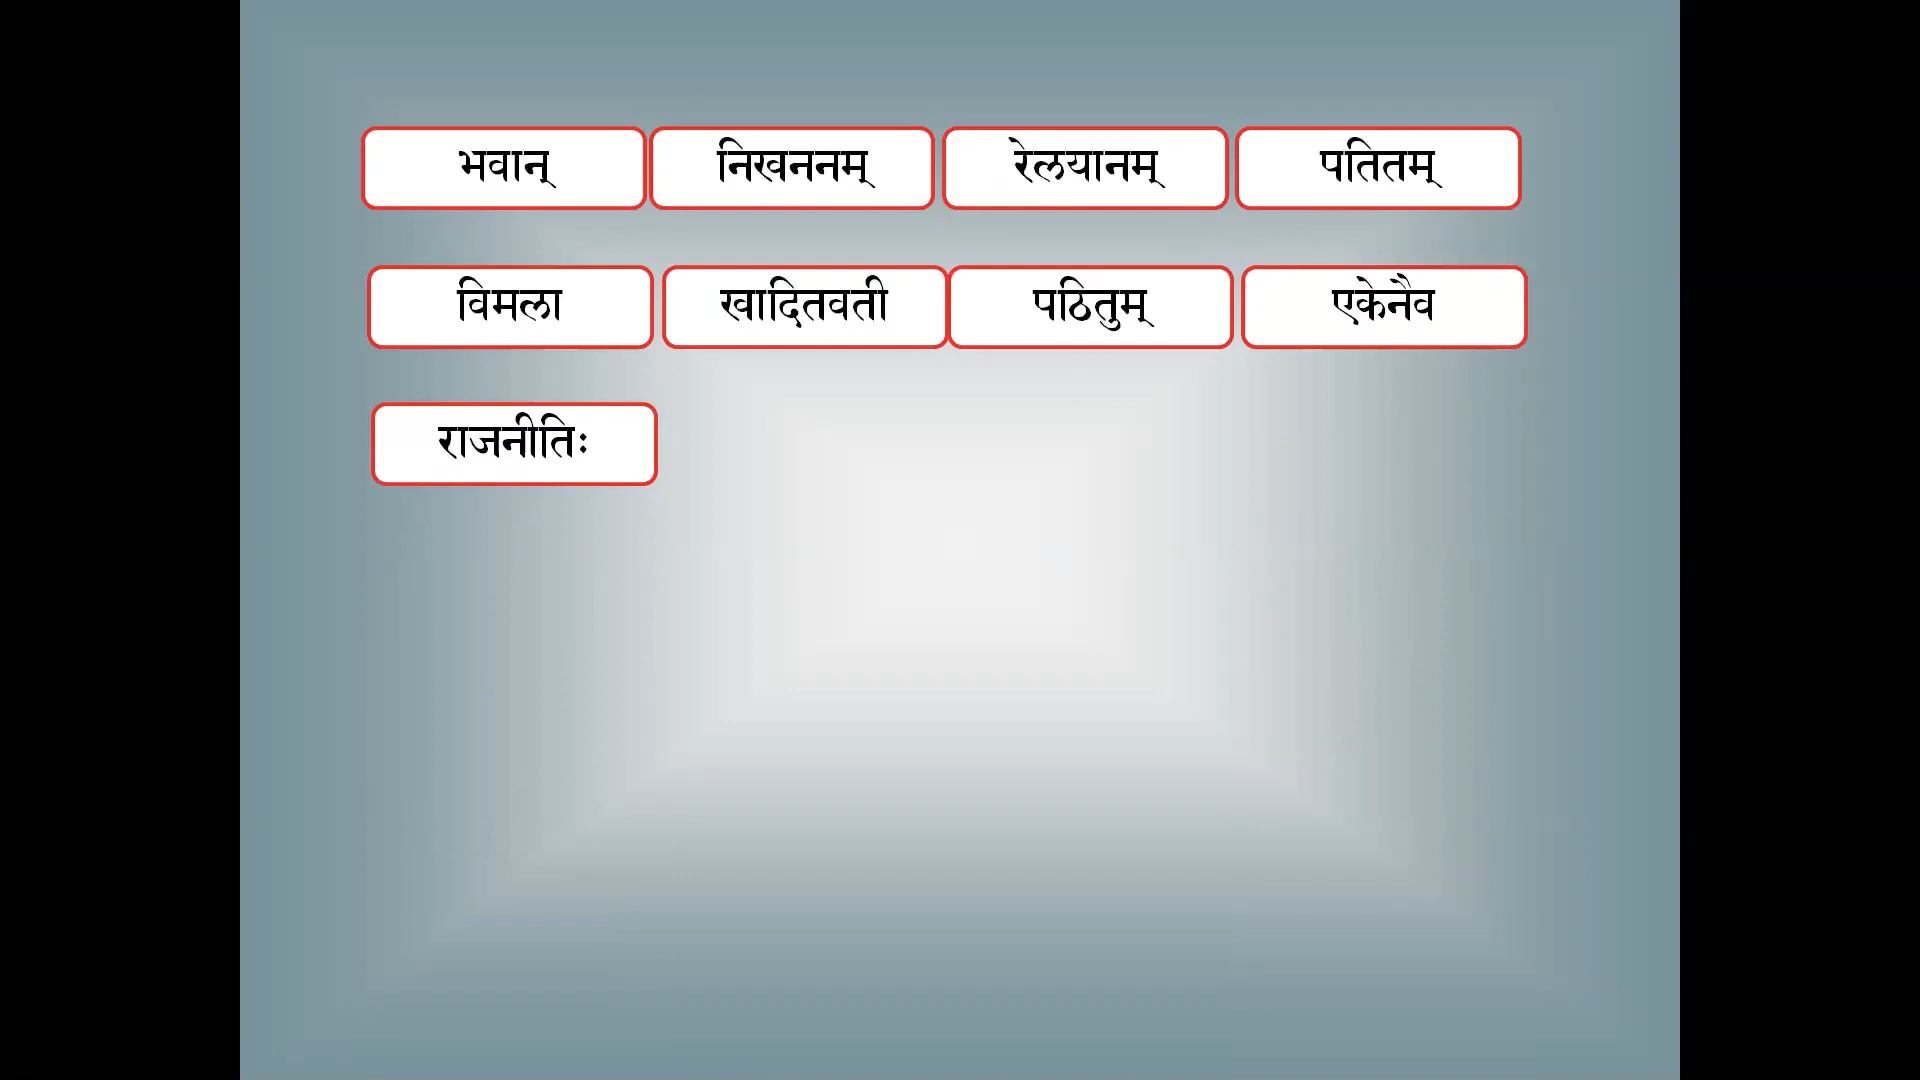 भवान् निखननम् रेलयानम् पतितम्
विमला खादितवती पठितुम् एकेनैव
राजनीतिः